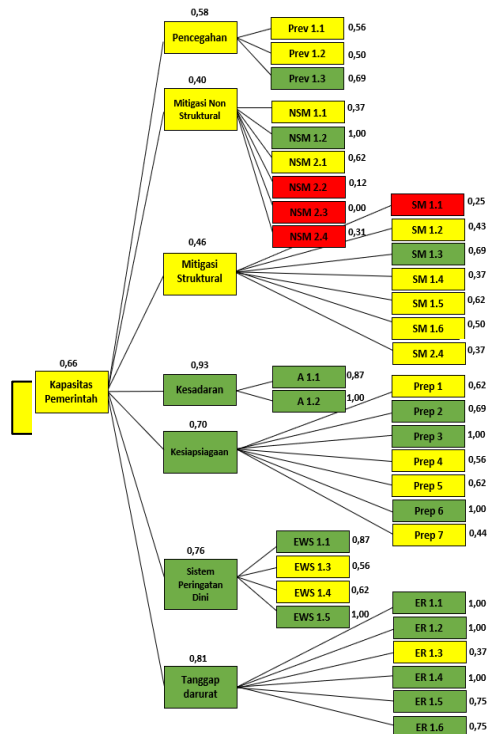 0,58
Pencegahan
Prev 1.1 0,56
Prev 1.2 0,50
Prev 1.3 0,69
0,40
Mitigasi Non
Struktural
NSM 1.1 0,37
NSM 1.2 1,00
NSM 2.1 0,62
NSM 2.2 0,12
NSM 2.3 0,00
NSM 2.4 0,31
0,46
Mitigasi
Struktural
SM 1.1 0,25
SM 1.2 0,43
SM 1.3 0,69
SM 1.4 0,37
SM 1.5 0,62
SM 1.6 0,50
SM 2.4 0,37
0,66
Kapasitas
Pemerintah
0,93
Kesadaran
A 1.1 0,87
A 1.2 1,00
0,70
Kesiapsiagaan
Prep 1 0,62
Prep 2 0,69
Prep 3 1,00
Prep 4 0,56
Prep 5 0,62
Prep 6 1,00
Prep 7 0,44
0,76
Sistem
Peringatan
Dini
EWS 1.1 0,87
EWS 1.3 0,56
EWS 1.4 0,62
EWS 1.5 1,00
0,81
Tanggap
darurat
ER 1.1 1,00
ER 1.2 1,00
ER 1.3 0,37
ER 1.4 1,00
ER 1.5 0,75
ER 1.6 0,75